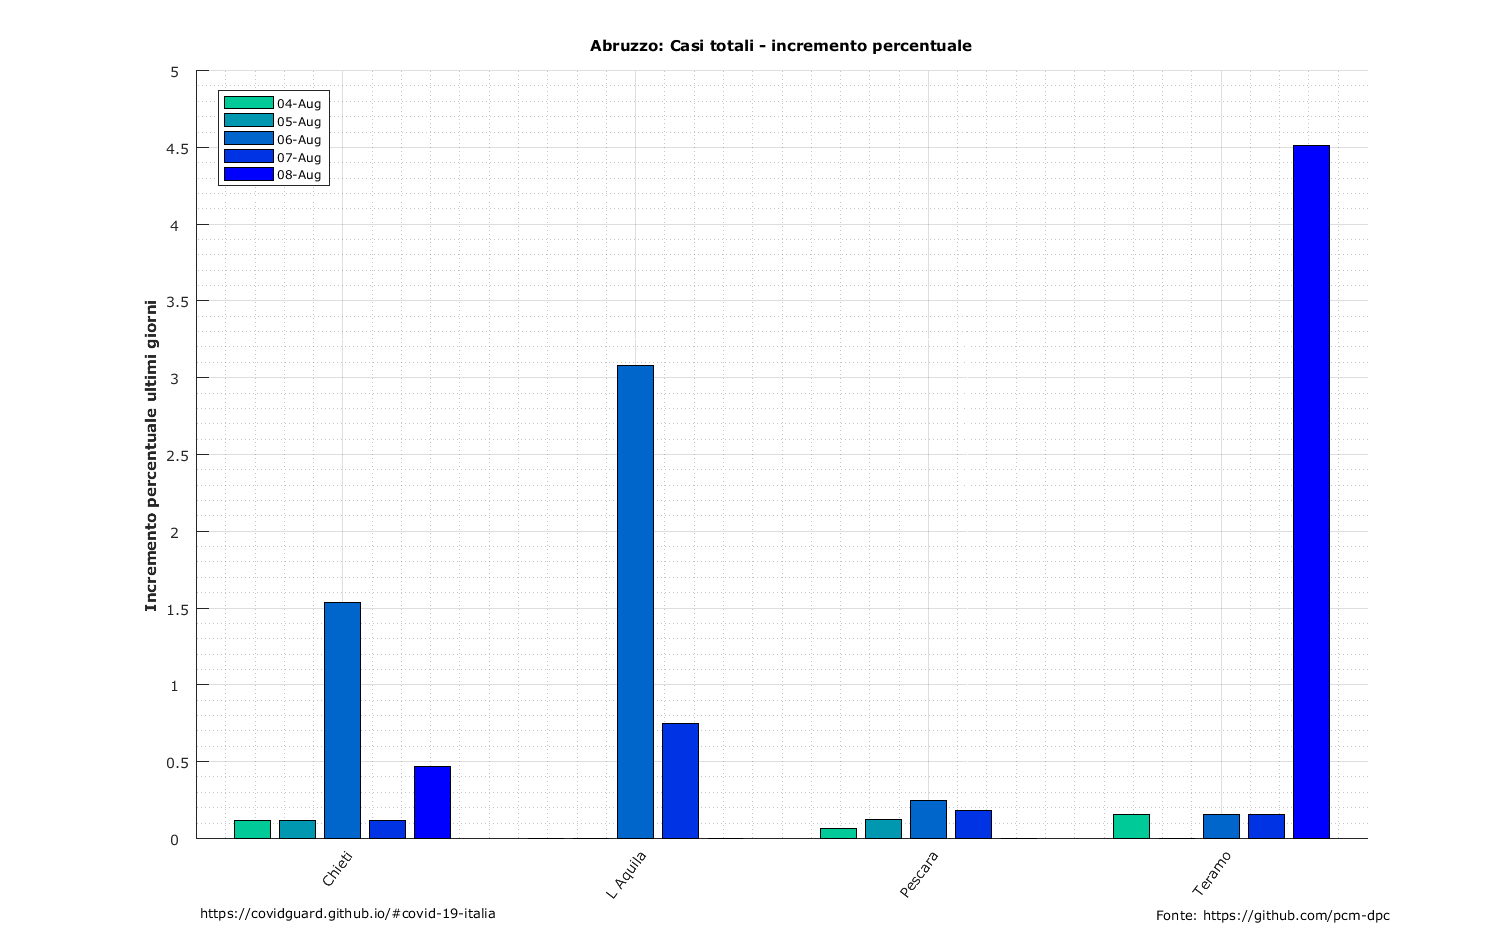 Abruzzo: Casi totali - incremento percentuale
5
4.5
4
3.5
3
2.5
2
1.5
1
0.5
0
04-Aug
05-Aug
06-Aug
07-Aug
08-Aug
Incremento percentuale ultimi giorni
Chieti
L Aquila
Pescara
Teramo
https://covidguard.github.io/#covid-19-italia
Fonte: https://github.com/pcm-dpc